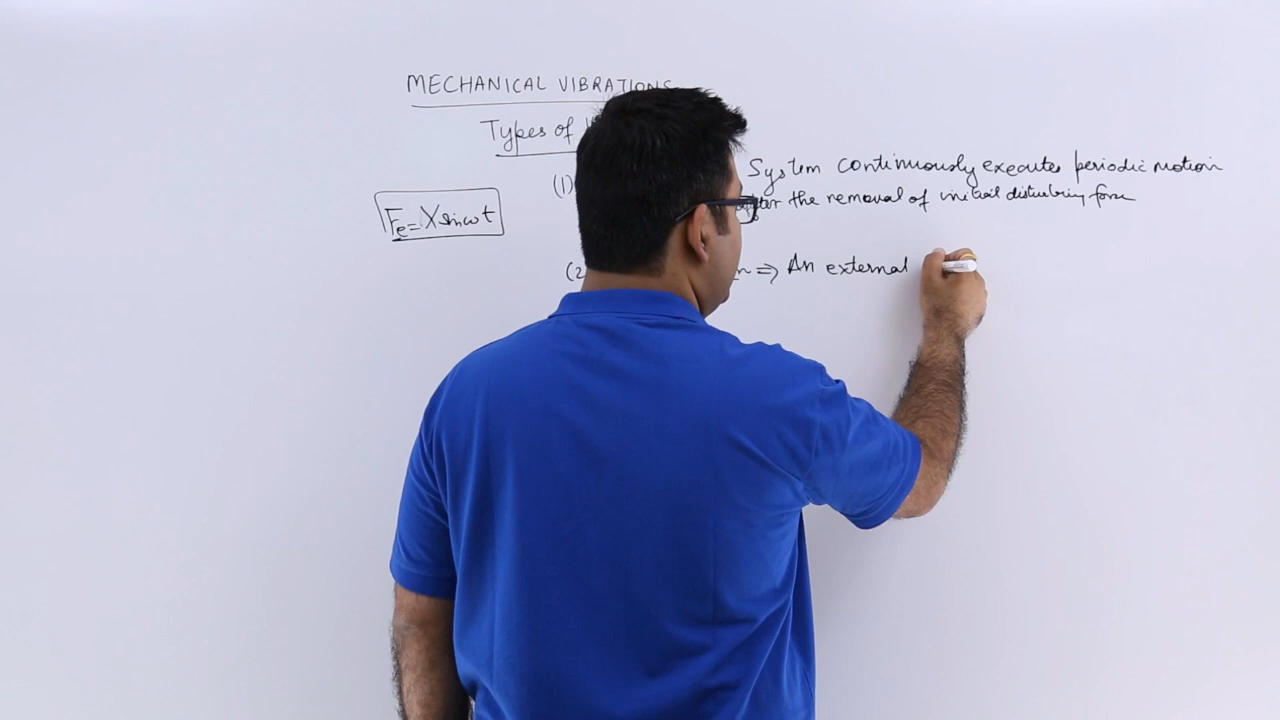 MECHANICAL VIBRATIONS
Types of
(1) System continuously executes periodic motion
after the removal of initial disturbing force
Fe = X sin ωt
(2 ⇒ An external